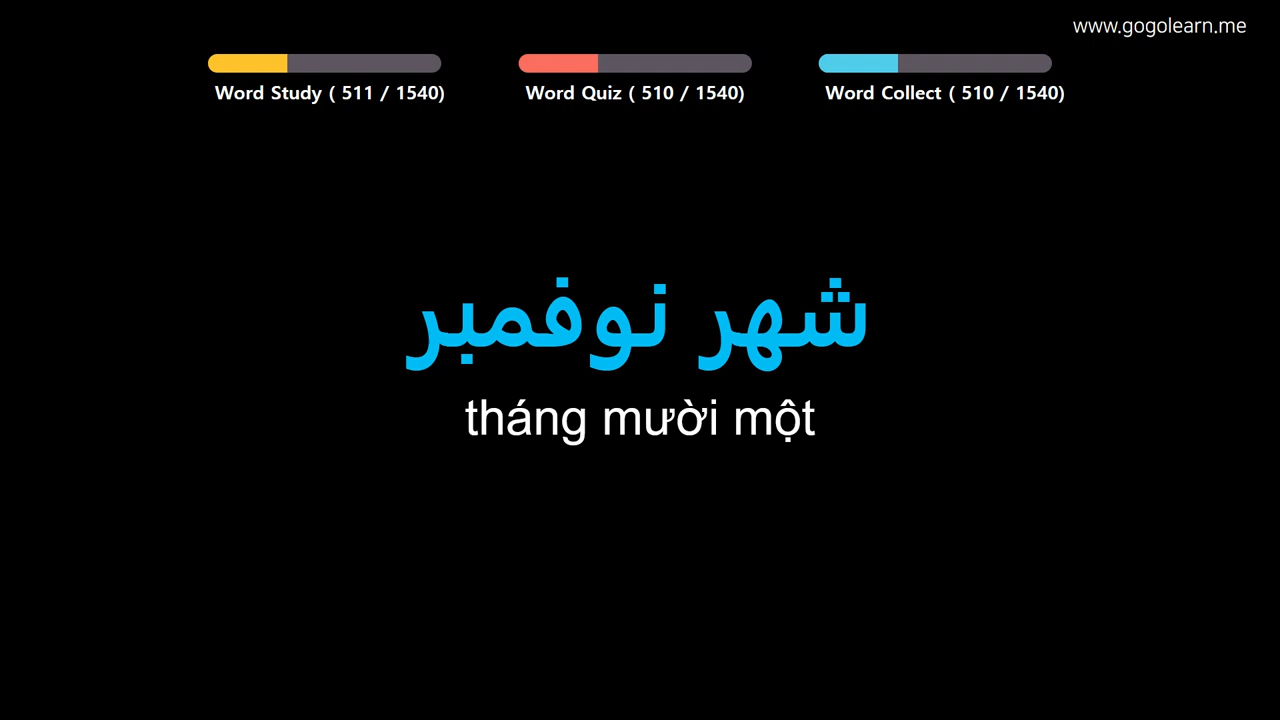 www.gogolearn.me
Word Study ( 511 / 1540)
Word Quiz ( 510 / 1540)
Word Collect ( 510 / 1540)
شهر نوفمبر
tháng mười một